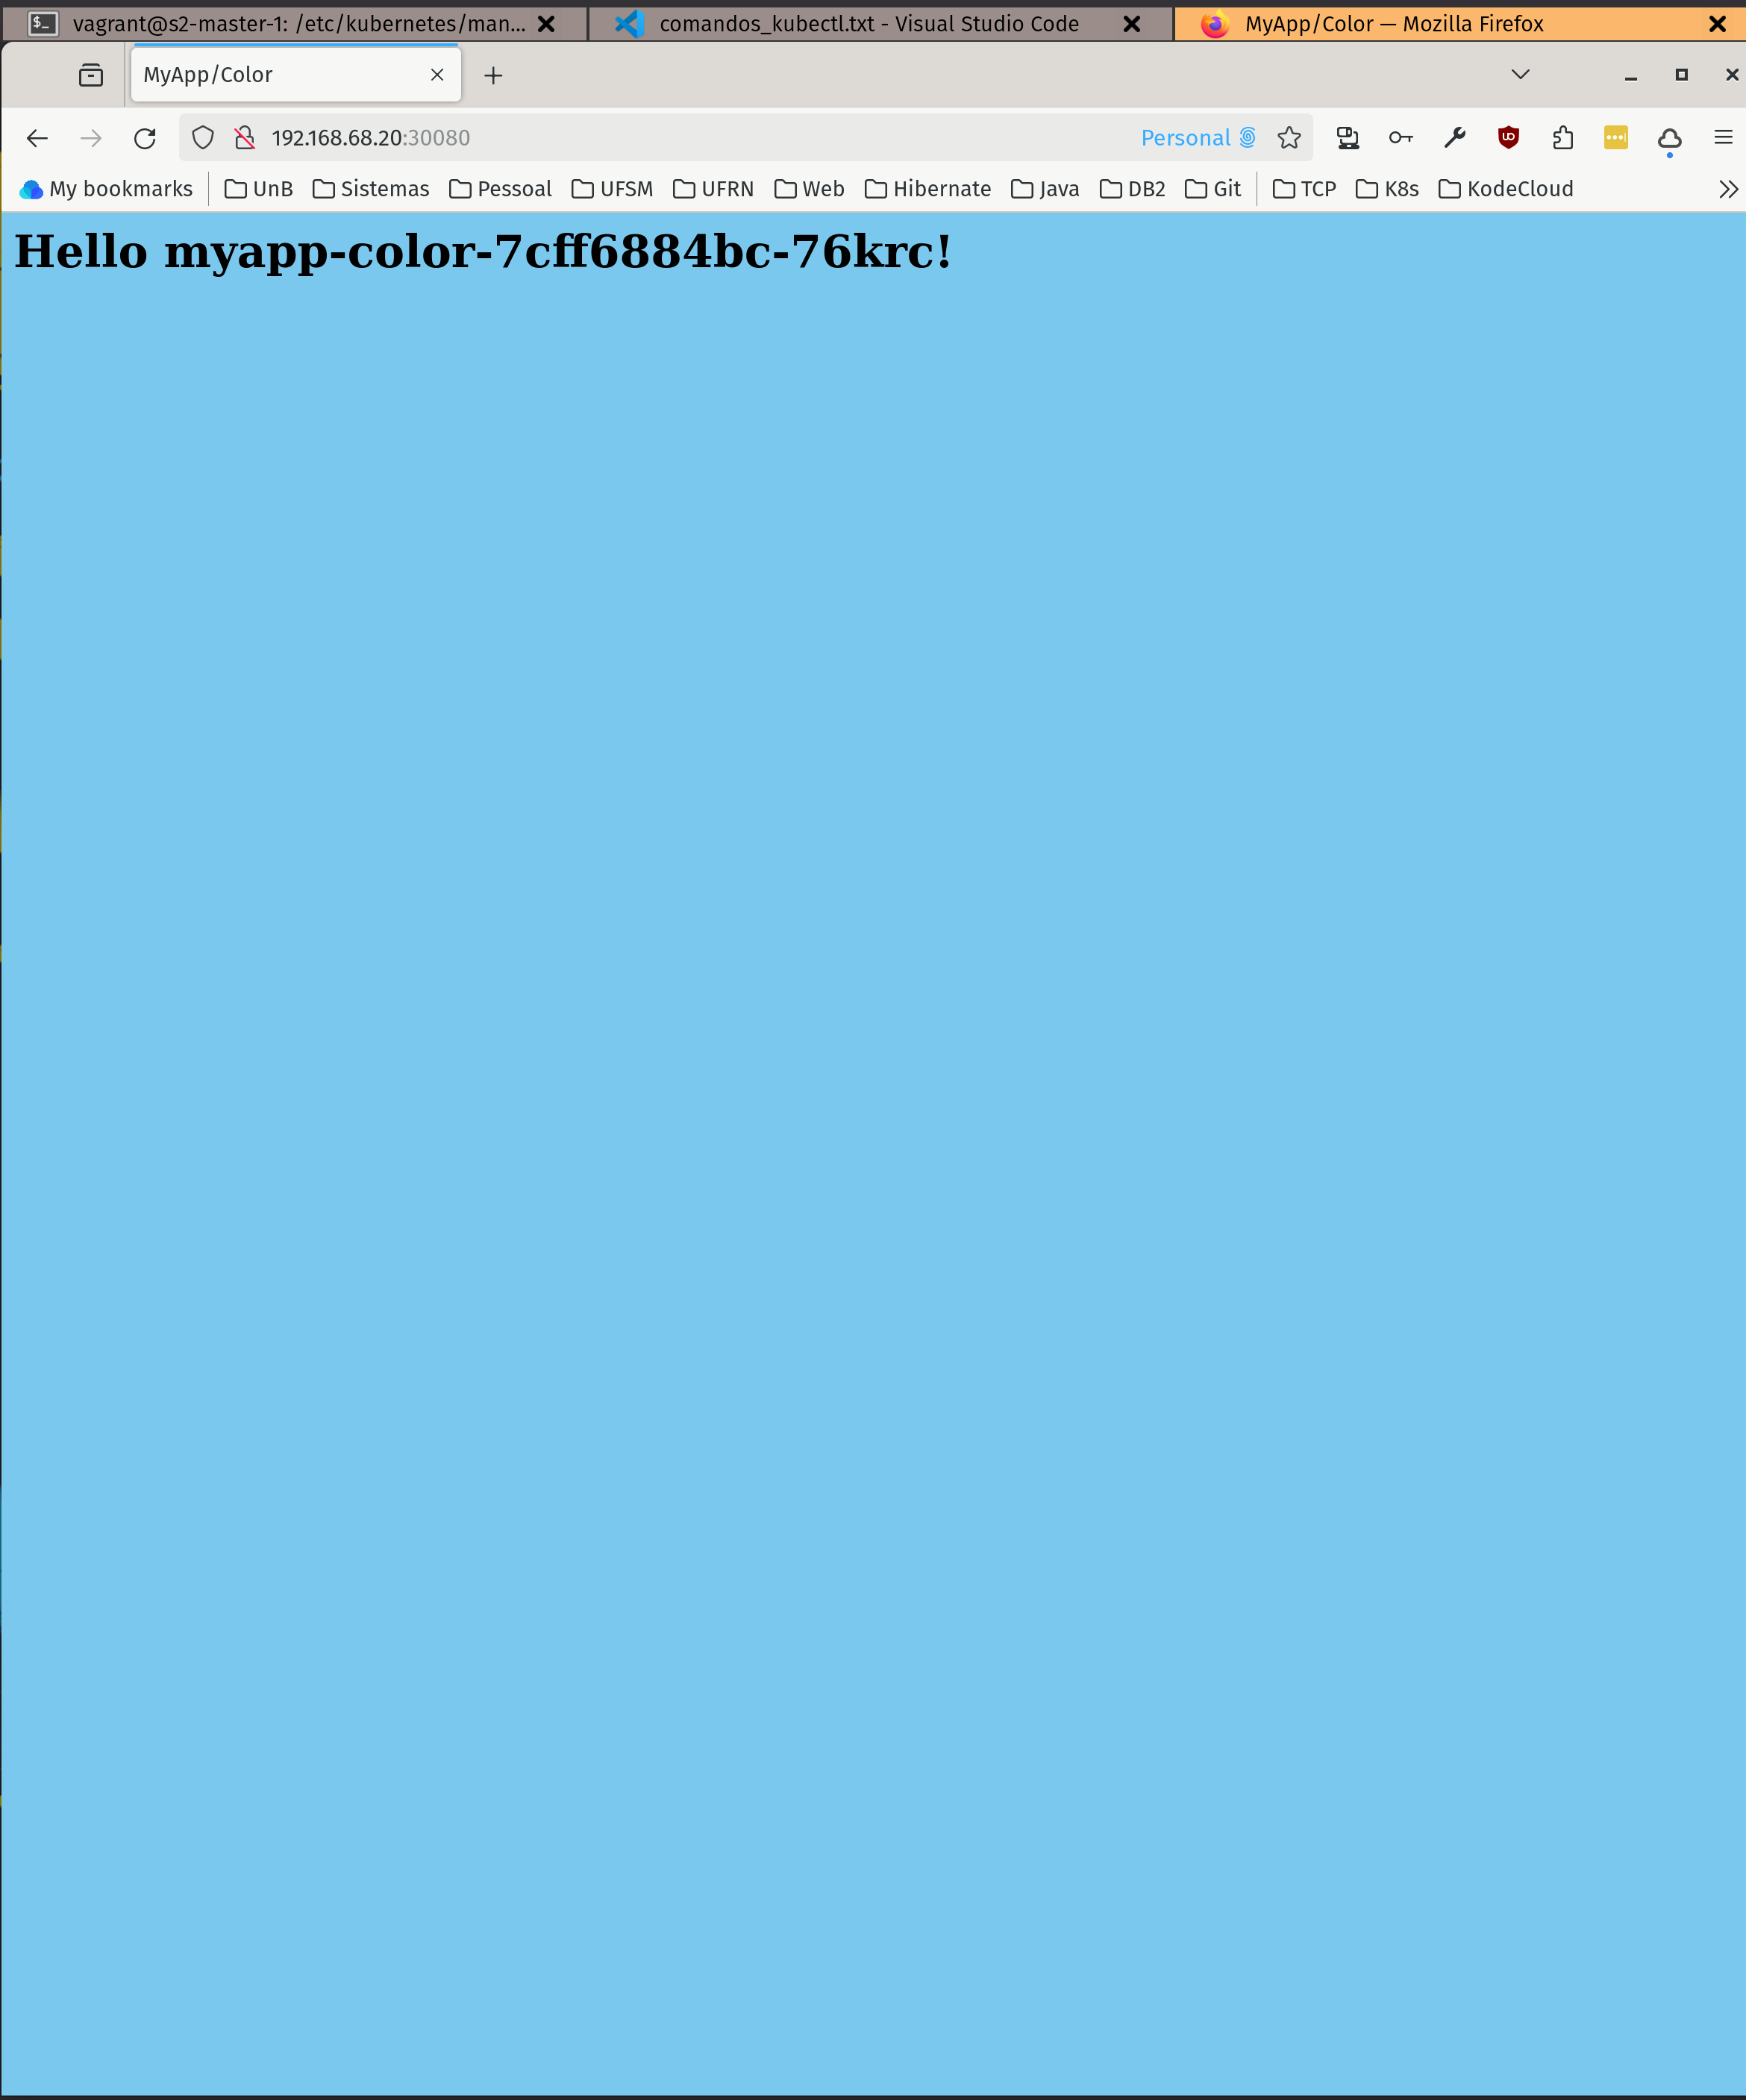 vagrant@s2-master-1: /etc/kubernetes/man...
comandos_kubectl.txt - Visual Studio Code
MyApp/Color — Mozilla Firefox
MyApp/Color
192.168.68.20:30080
Personal
My bookmarks UnB Sistemas Pessoal UFSM UFRN Web Hibernate Java DB2 Git TCP K8s KodeCloud
Hello myapp-color-7cff6884bc-76krc!